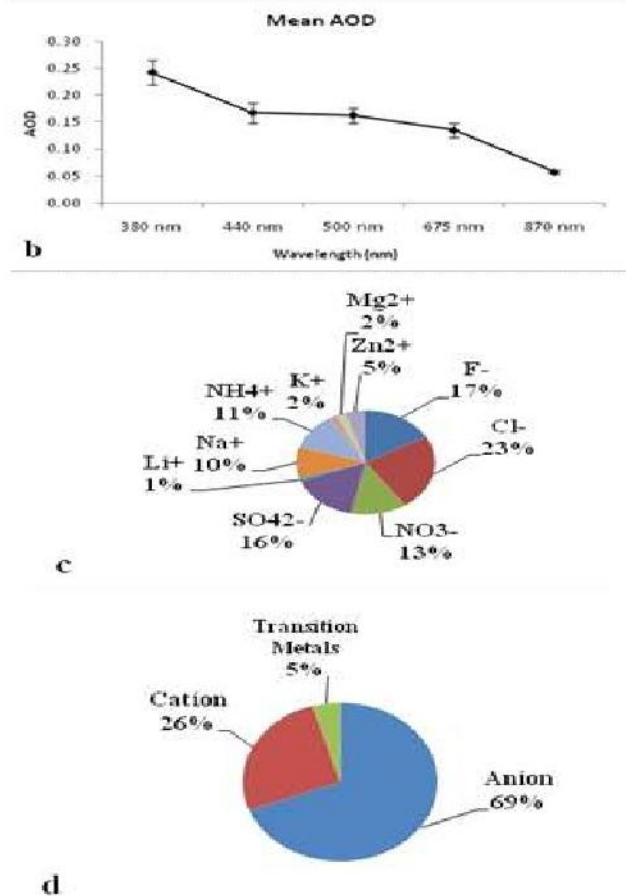 Mean AOD
0.30
0.25
0.20
0.15
0.10
0.05
0.00
AOD
380 nm 440 nm 500 nm 675 nm 870 nm
Wavelength (nm)
b
Mg2+
2%
Zn2+
5%
F-
17%
K+
2%
NH4+
11%
Cl-
23%
Na+
10%
Li+
1%
SO42-
16%
NO3-
13%
c
Transition
Metals
5%
Cation
26%
Anion
69%
d